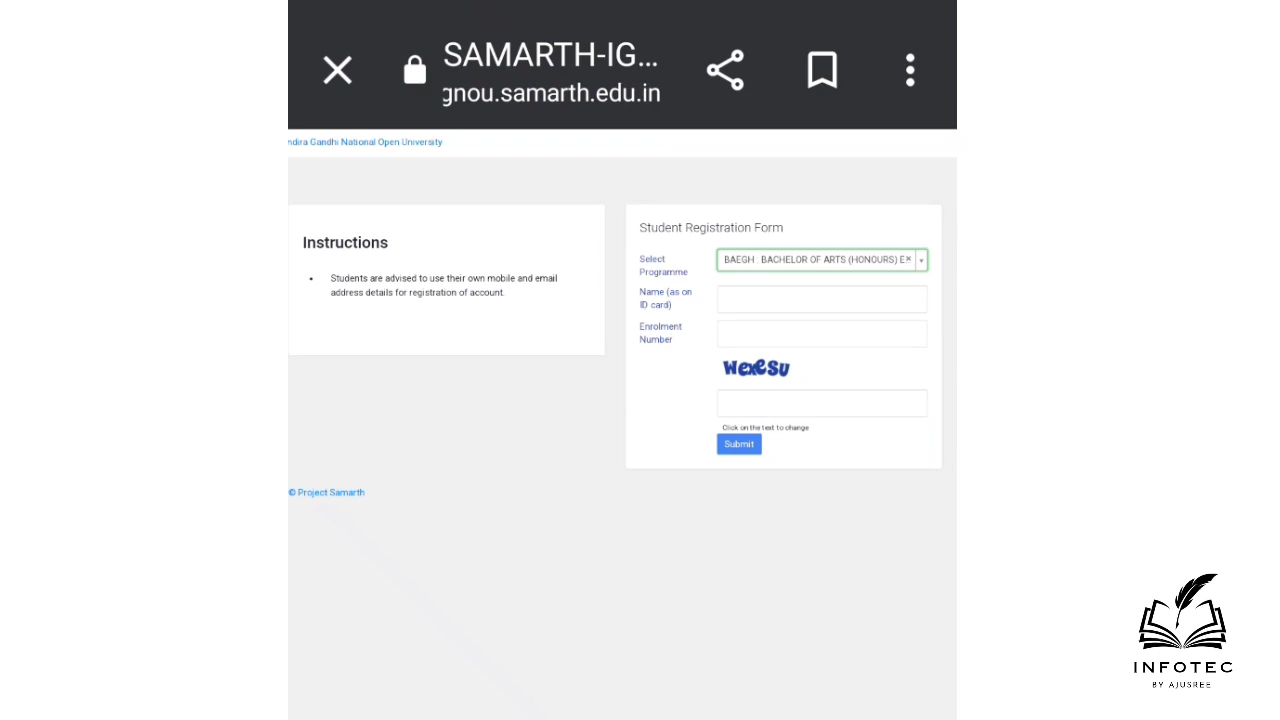 SAMARTH-IG...
gnou.samarth.edu.in
ndira Gandhi National Open University
Instructions
• Students are advised to use their own mobile and email
address details for registration of account.
Student Registration Form
Select
Programme
BAEGH : BACHELOR OF ARTS (HONOURS) E×
Name (as on
ID card)
Enrolment
Number
wexesu
Click on the text to change
Submit
© Project Samarth
INFOTEC
BY AJUSREE